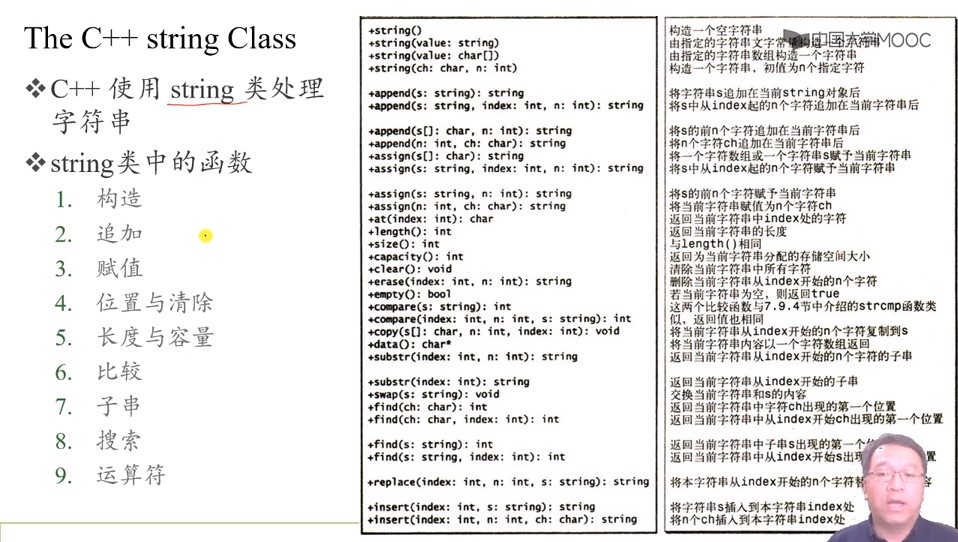 The C++ string Class
❖C++ 使用 string 类处理
字符串
❖string类中的函数
1. 构造
2. 追加
3. 赋值
4. 位置与清除
5. 长度与容量
6. 比较
7. 子串
8. 搜索
9. 运算符
+string()
+string(value: string)
+string(value: char[])
+string(ch: char, n: int)
+append(s: string): string
+append(s: string, index: int, n: int): string
+append(s[]: char, n: int): string
+append(n: int, ch: char): string
+assign(s[]: char): string
+assign(s: string, index: int, n: int): string
+assign(s: string, n: int): string
+assign(n: int, ch: char): string
+at(index: int): char
+length(): int
+size(): int
+capacity(): int
+clear(): void
+erase(index: int, n: int): string
+empty(): bool
+compare(s: string): int
+compare(index: int, n: int, s: string): int
+copy(s[]: char, n: int, index: int): void
+data(): char*
+substr(index: int, n: int): string
+substr(index: int): string
+swap(s: string): void
+find(ch: char): int
+find(ch: char, index: int): int
+find(s: string): int
+find(s: string, index: int): int
+replace(index: int, n: int, s: string): string
+insert(index: int, s: string): string
+insert(index: int, n: int, ch: char): string
中国大学MOOC
构造一个空字符串
由指定的字符串文字常量构造一个字符串
由指定的字符串数组构造一个字符串
构造一个字符串，初值为n个指定字符
将字符串s追加在当前string对象后
将s中从index起的n个字符追加在当前字符串后
将s的前n个字符追加在当前字符串后
将n个字符ch追加在当前字符串后
将一个字符数组或一个字符串s赋予当前字符串
将s中从index起的n个字符赋予当前字符串
将s的前n个字符赋予当前字符串
将当前字符串赋值为n个字符ch
返回当前字符串中index处的字符
返回当前字符串的长度
与length()相同
返回为当前字符串分配的存储空间大小
清除当前字符串中所有字符
删除当前字符串从index开始的n个字符
若当前字符串为空，则返回true
这两个比较函数与7.9.4节中介绍的strcmp函数类
似，返回值也相同
将当前字符串从index开始的n个字符复制到s
将当前字符串内容以一个字符数组返回
返回当前字符串从index开始的n个字符的子串
返回当前字符串从index开始的子串
交换当前字符串和s的内容
返回当前字符串中字符ch出现的第一个位置
返回当前字符串中从index开始ch出现的第一个位置
返回当前字符串中子串s出现的第一个
返回当前字符串中从index开始s出现 置
将本字符串从index开始的n个字符替 容
将字符串s插入到本字符串index处
将n个ch插入到本字符串index处